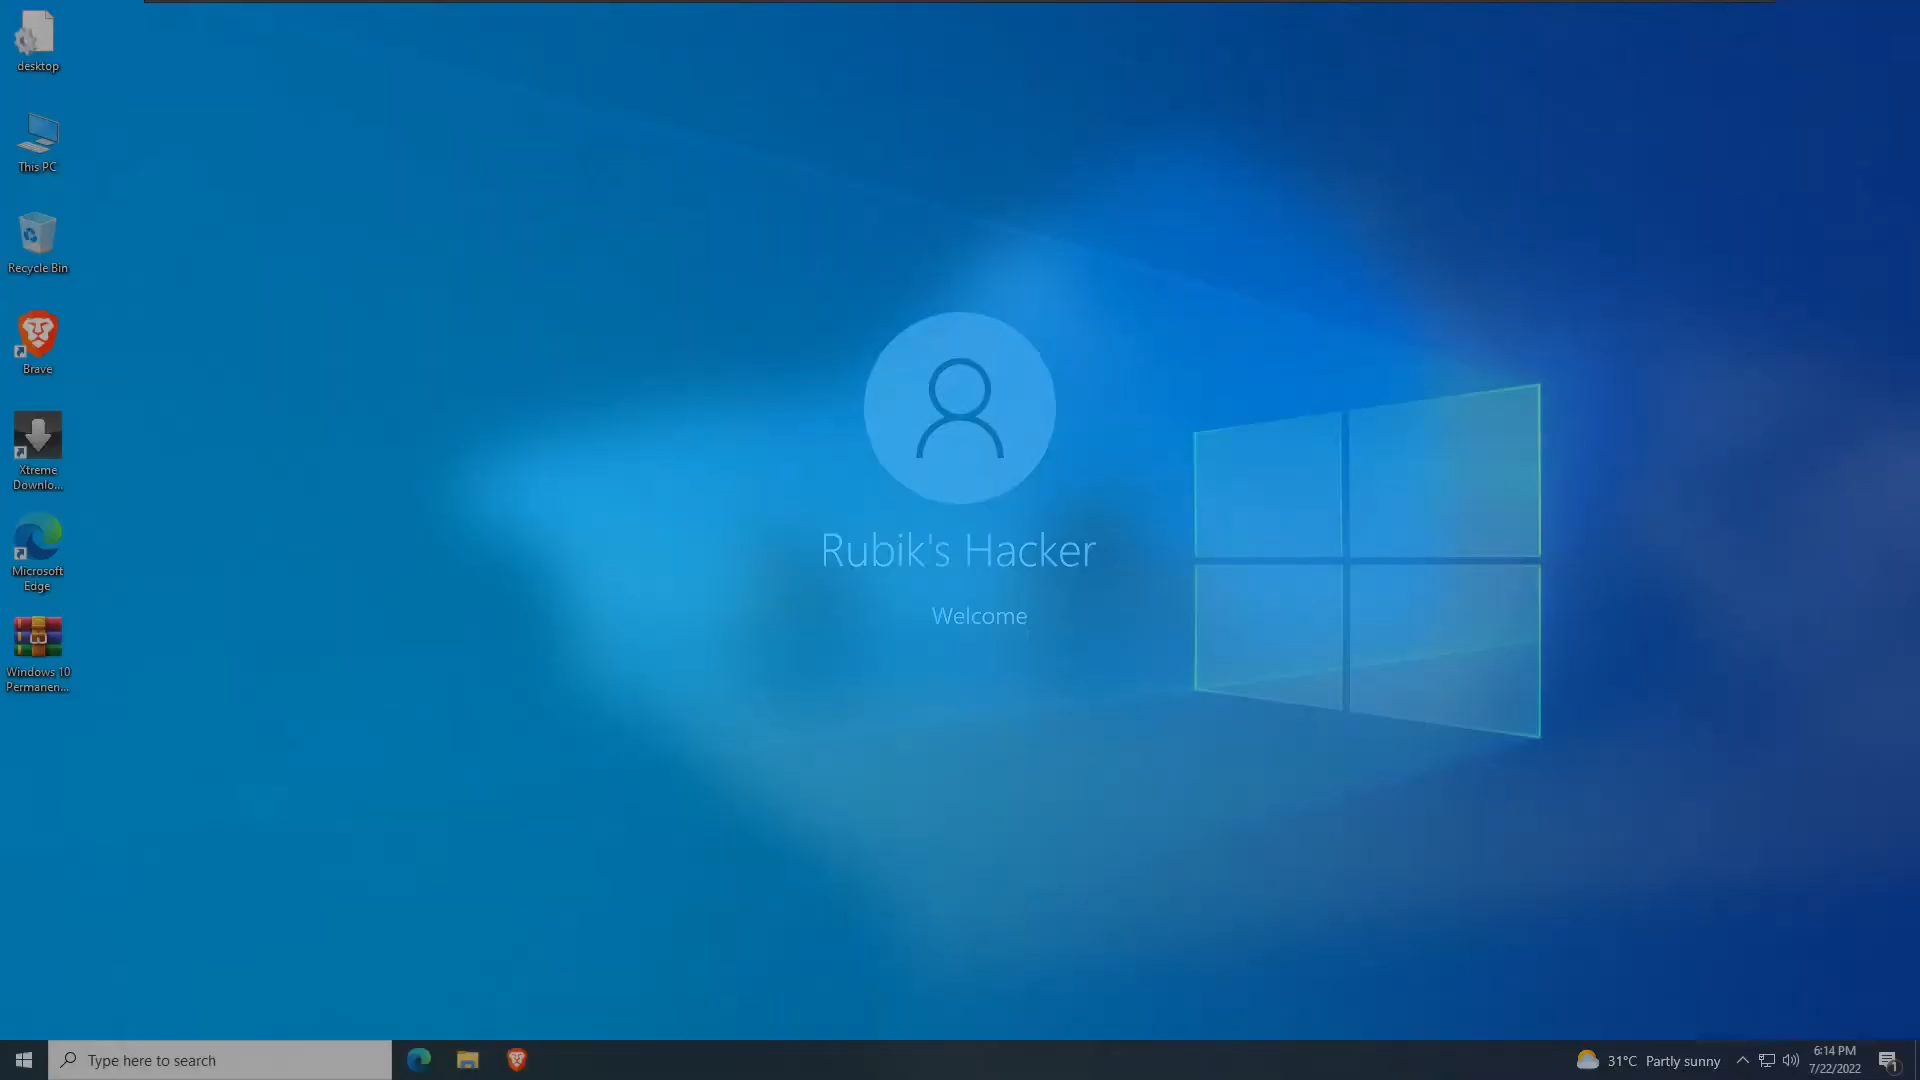 desktop
This PC
Recycle Bin
Brave
Xtreme
Downlo...
Microsoft
Edge
Windows 10
Permanen...
Rubik's Hacker
Welcome
Type here to search
31°C Partly sunny
6:14 PM
7/22/2022
1